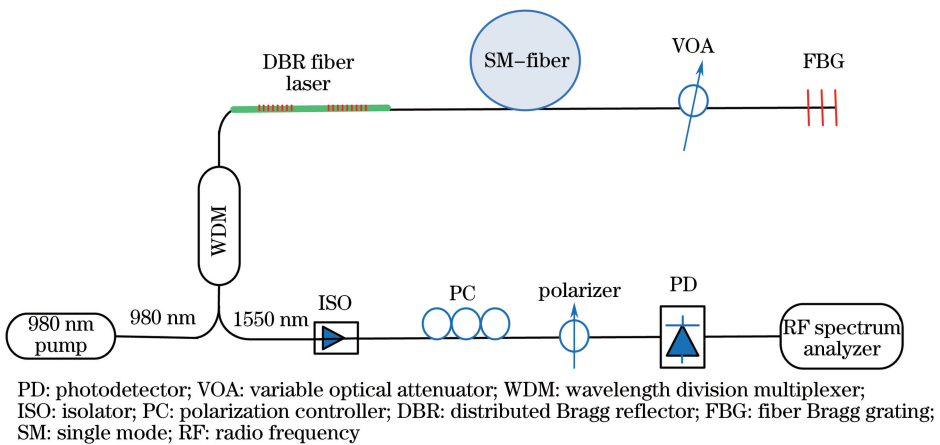 DBR fiber
laser
SM–fiber
VOA
FBG
WDM
980 nm
pump
980 nm
1550 nm
ISO
PC
polarizer
PD
RF spectrum
analyzer
PD: photodetector; VOA: variable optical attenuator; WDM: wavelength division multiplexer;
ISO: isolator; PC: polarization controller; DBR: distributed Bragg reflector; FBG: fiber Bragg grating;
SM: single mode; RF: radio frequency